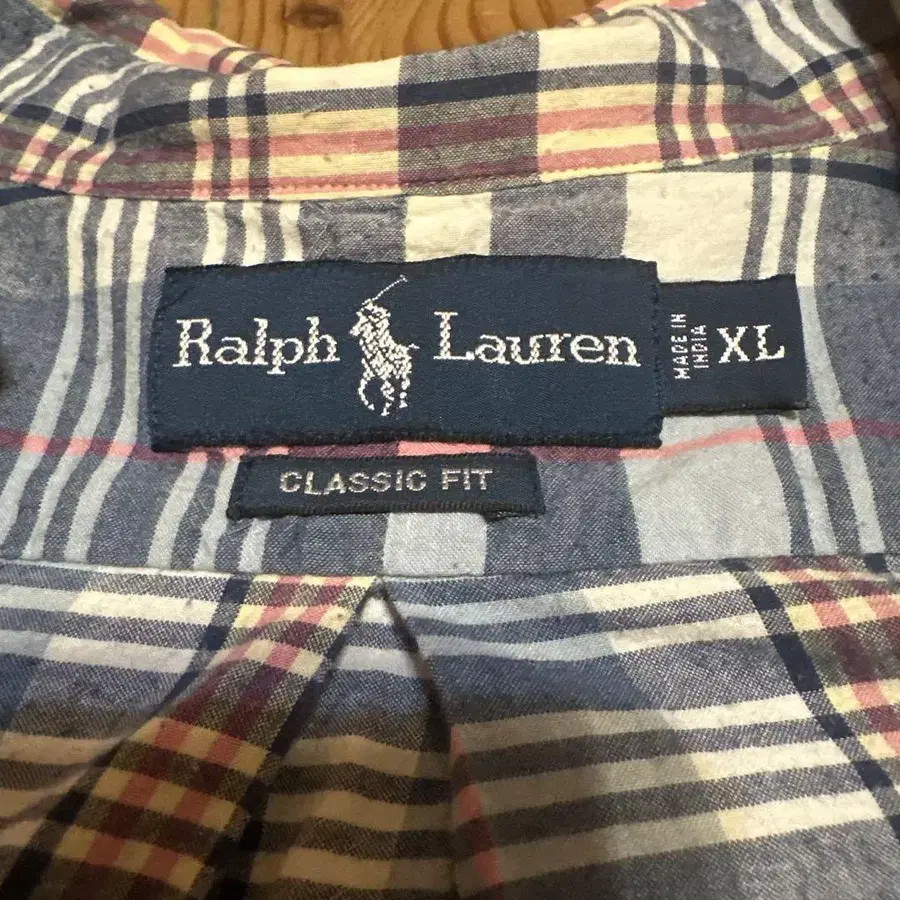 Ralph Lauren
MADE IN
INDIA
XL
CLASSIC FIT